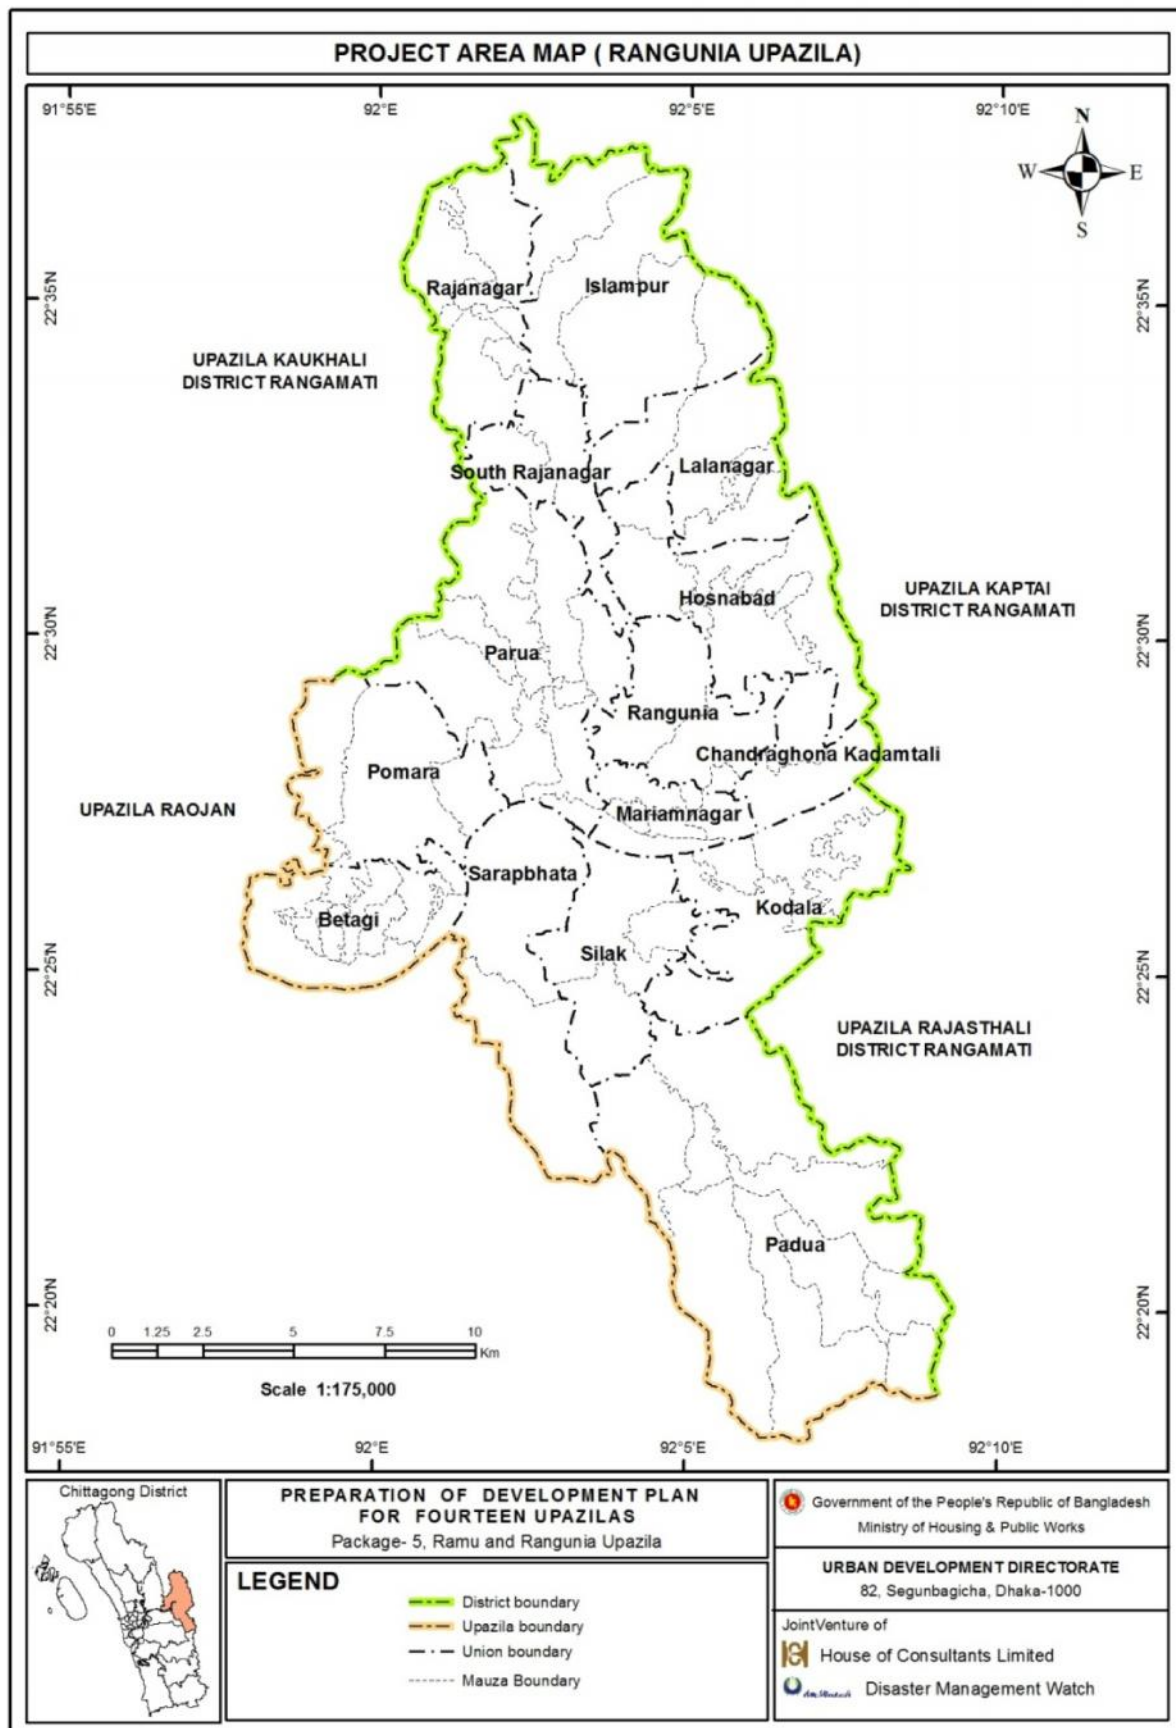 PROJECT AREA MAP ( RANGUNIA UPAZILA)
91°55'E
92°E
92°5'E
92°10'E
N
W
E
S
22°35'N
22°35'N
Rajanagar
Islampur
UPAZILA KAUKHALI
DISTRICT RANGAMATI
South Rajanagar
Lalanagar
Hosnabad
UPAZILA KAPTAI
DISTRICT RANGAMATI
22°30'N
22°30'N
Parua
Rangunia
Chandraghona Kadamtali
Pomara
UPAZILA RAOJAN
Mariamnagar
Sarapbhata
Betagi
Kodala
Silak
22°25'N
22°25'N
UPAZILA RAJASTHALI
DISTRICT RANGAMATI
Padua
22°20'N
22°20'N
0 1.25 2.5 5 7.5 10
Km
Scale 1:175,000
91°55'E
92°E
92°5'E
92°10'E
Chittagong District
PREPARATION OF DEVELOPMENT PLAN
FOR FOURTEEN UPAZILAS
Package- 5, Ramu and Rangunia Upazila
LEGEND
District boundary
Upazila boundary
Union boundary
Mauza Boundary
Government of the People's Republic of Bangladesh
Ministry of Housing & Public Works
URBAN DEVELOPMENT DIRECTORATE
82, Segunbagicha, Dhaka-1000
JointVenture of
House of Consultants Limited
Disaster Management Watch